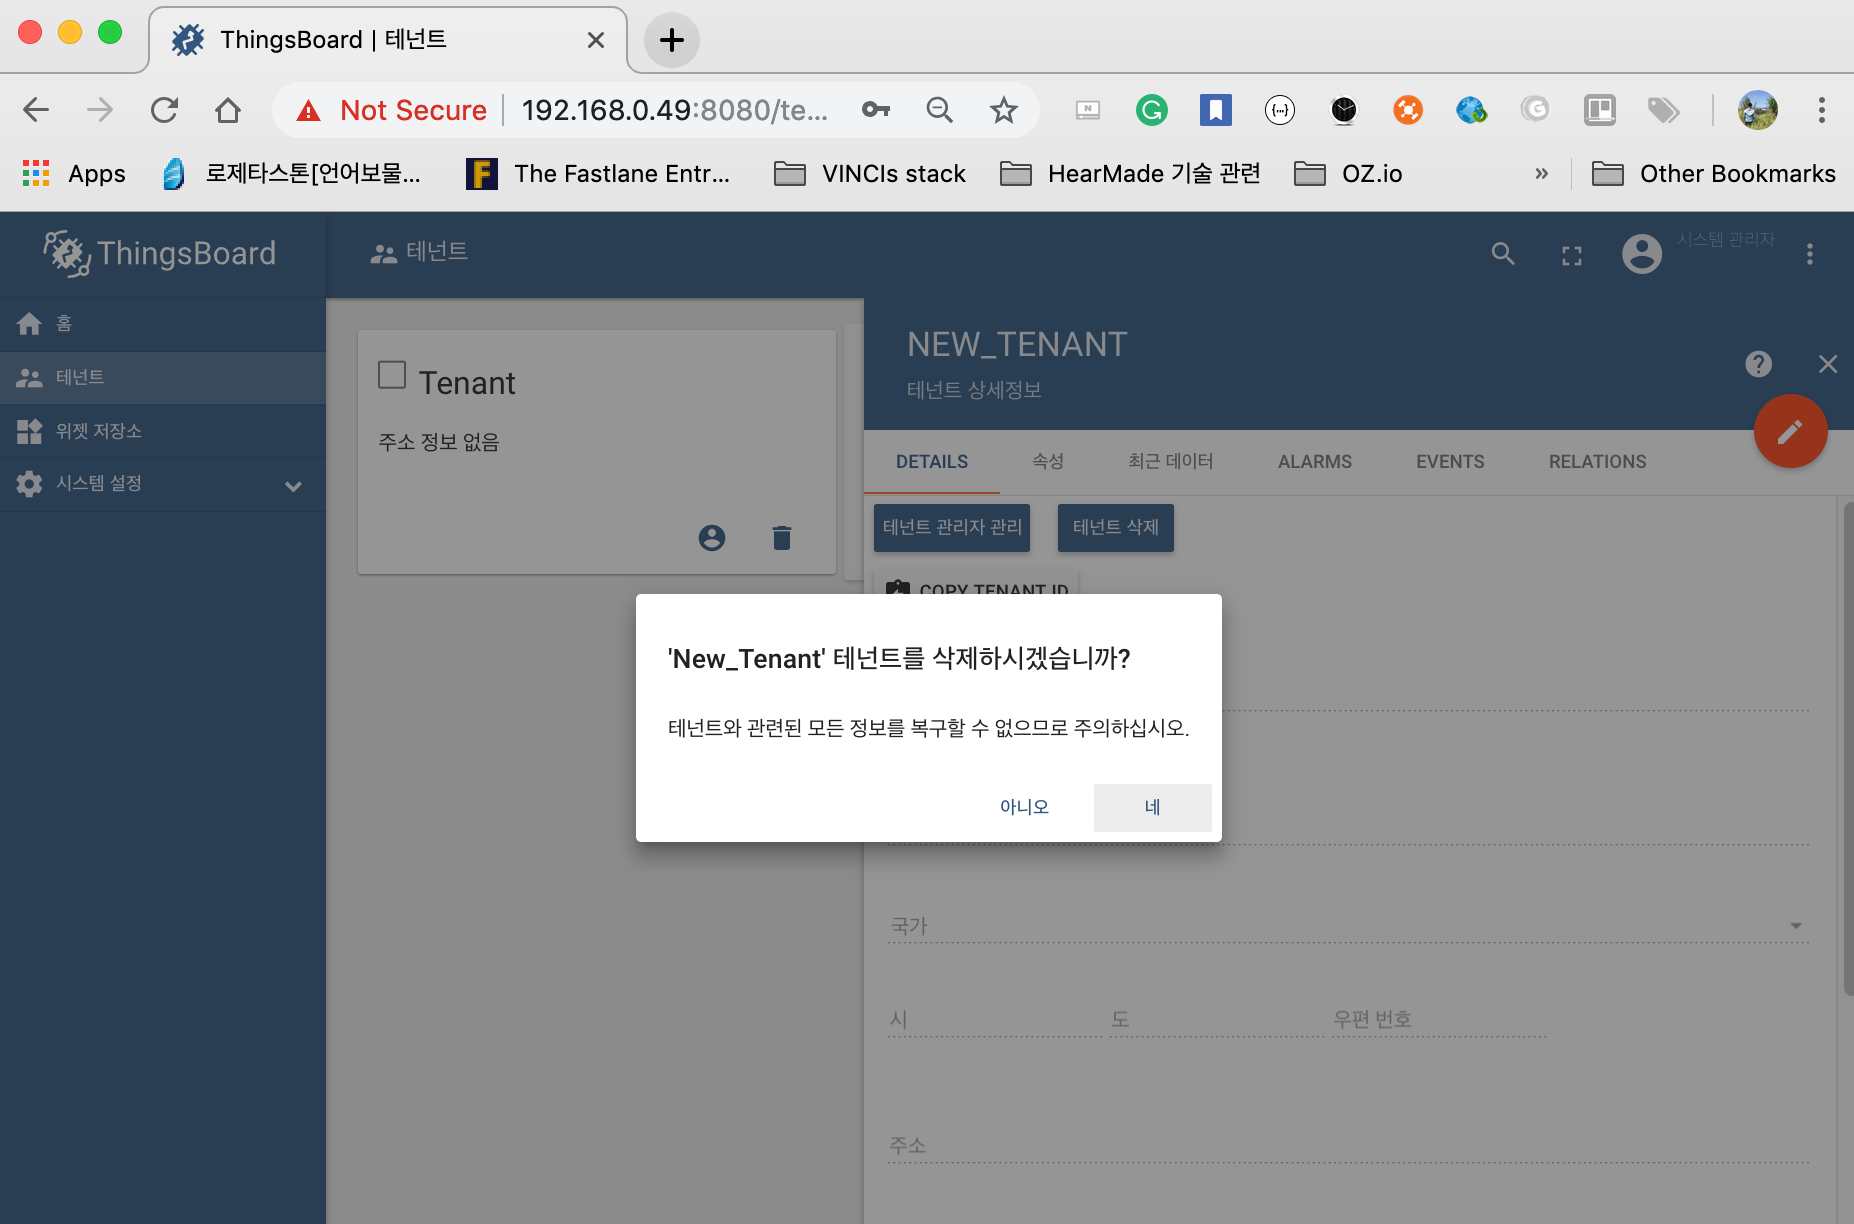 ThingsBoard | 테넌트
Not Secure
192.168.0.49:8080/te...
Apps
로제타스톤[언어보물...
The Fastlane Entr...
VINCIs stack
HearMade 기술 관련
OZ.io
»
Other Bookmarks
ThingsBoard
테넌트
시스템 관리자
홈
테넌트
위젯 저장소
시스템 설정
Tenant
주소 정보 없음
NEW_TENANT
테넌트 상세정보
DETAILS
속성
최근 데이터
ALARMS
EVENTS
RELATIONS
테넌트 관리자 관리
테넌트 삭제
COPY TENANT ID
'New_Tenant' 테넌트를 삭제하시겠습니까?
테넌트와 관련된 모든 정보를 복구할 수 없으므로 주의하십시오.
아니오
네
국가
시
도
우편 번호
주소